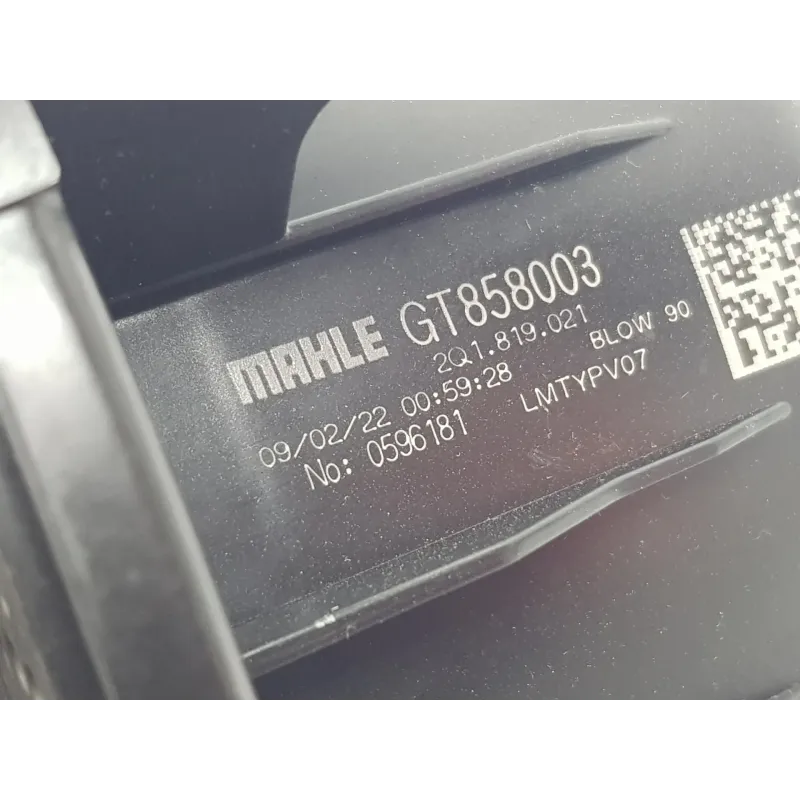 MAHLE GT858003
2Q1.819.021
09/02/22 00:59:28 BLOW 90
No: 0596181 LMTYPV07